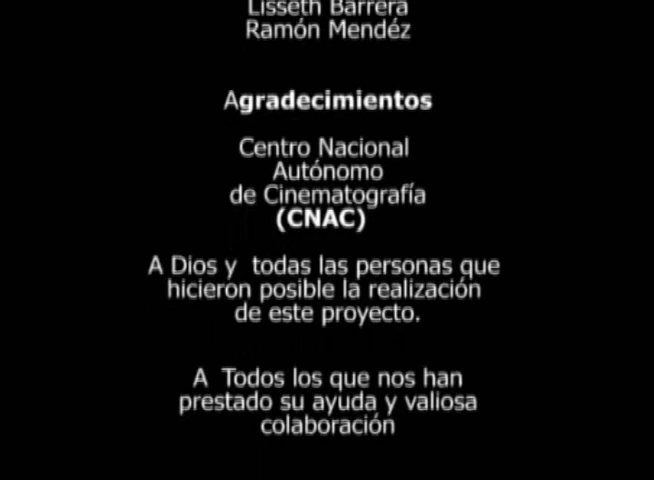 Lisseth Barrera
Ramón Mendéz
Agradecimientos
Centro Nacional
Autónomo
de Cinematografía
(CNAC)
A Dios y todas las personas que
hicieron posible la realización
de este proyecto.
A Todos los que nos han
prestado su ayuda y valiosa
colaboración